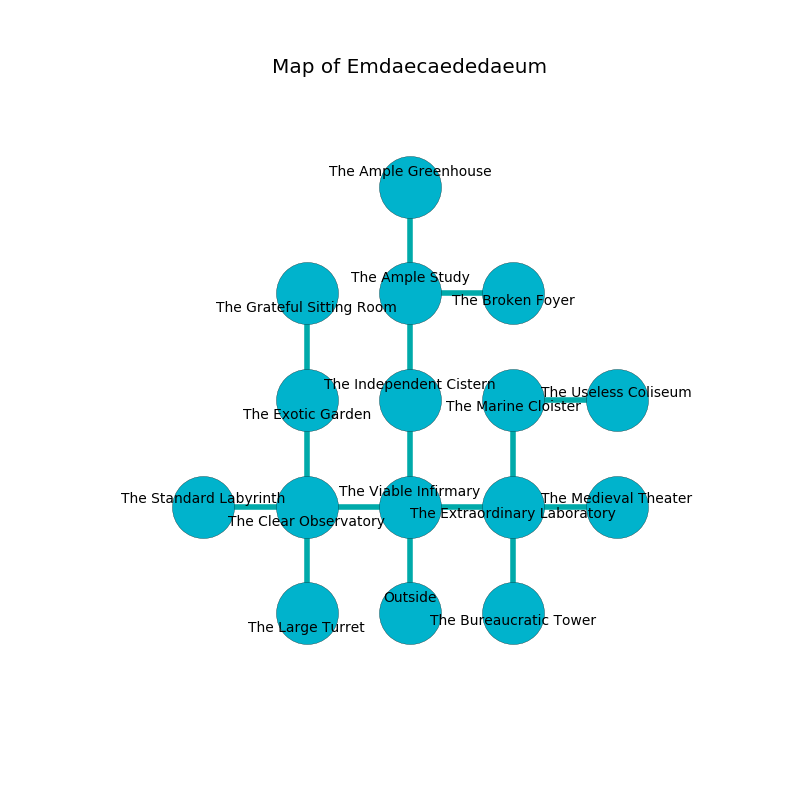 Map of Emdaecaededaeum
The Ample Greenhouse
The Ample Study
The Broken Foyer
The Grateful Sitting Room
The Independent Cistern
The Useless Coliseum
The Marine Cloister
The Exotic Garden
The Viable Infirmary
The Standard Labyrinth
The Medieval Theater
The Extraordinary Laboratory
The Clear Observatory
Outside
The Bureaucratic Tower
The Large Turret